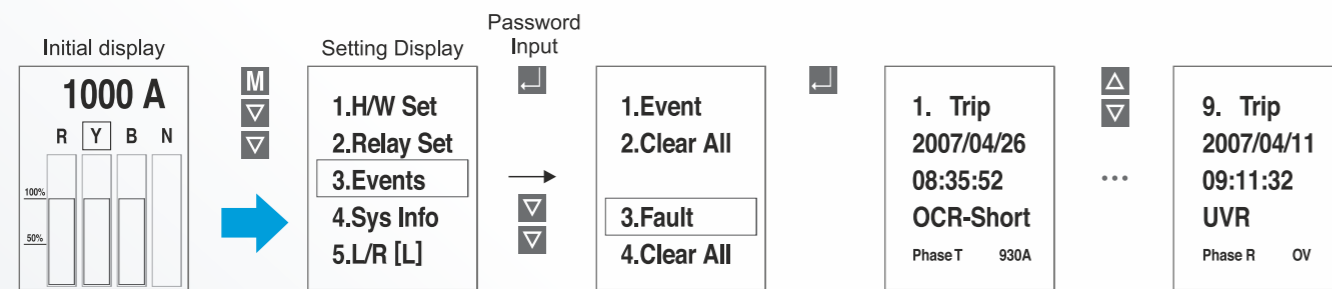 Initial display
1000 A
R Y B N
100%
50%
M
Setting Display
1.H/W Set
2.Relay Set
3.Events
4.Sys Info
5.L/R [L]
Password
Input
1.Event
2.Clear All
3.Fault
4.Clear All
1. Trip
2007/04/26
08:35:52
OCR-Short
Phase T 930A
...
9. Trip
2007/04/11
09:11:32
UVR
Phase R OV